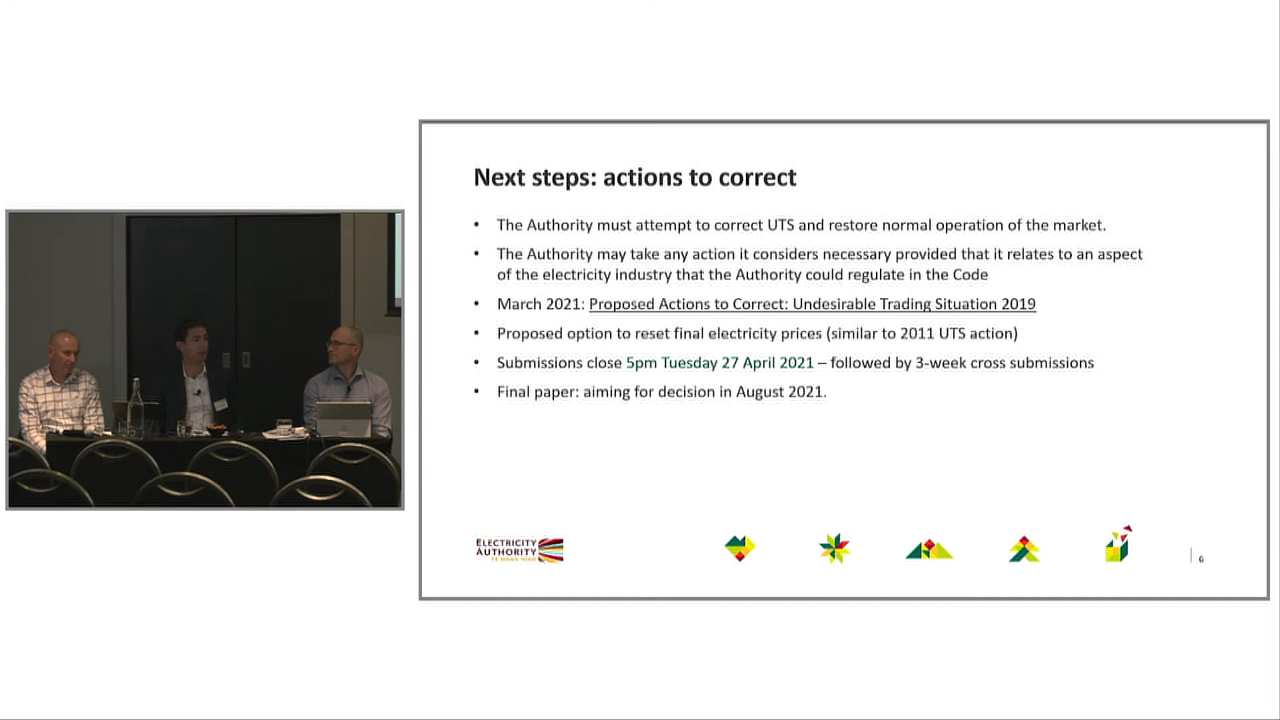 Next steps: actions to correct
• The Authority must attempt to correct UTS and restore normal operation of the market.
• The Authority may take any action it considers necessary provided that it relates to an aspect
of the electricity industry that the Authority could regulate in the Code
• March 2021: Proposed Actions to Correct: Undesirable Trading Situation 2019
• Proposed option to reset final electricity prices (similar to 2011 UTS action)
• Submissions close 5pm Tuesday 27 April 2021 – followed by 3-week cross submissions
• Final paper: aiming for decision in August 2021.
ELECTRICITY
AUTHORITY
TE MANA HIKO
6